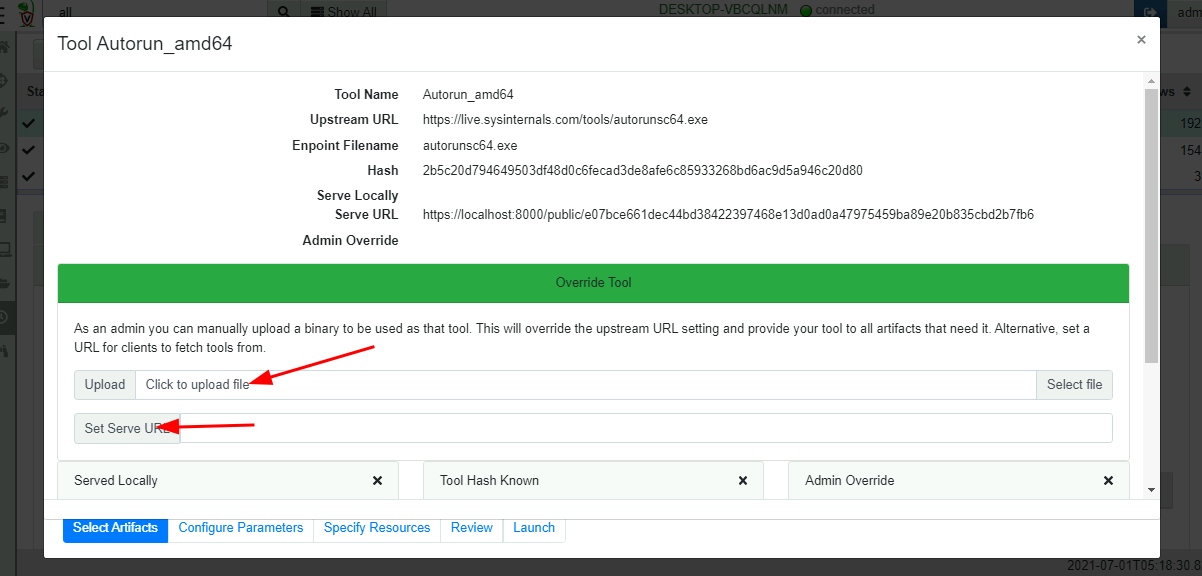 all
Show All
DESKTOP-VBCQLNM connected
adm
Tool Autorun_amd64
×
Tool Name Autorun_amd64
Upstream URL https://live.sysinternals.com/tools/autorunsc64.exe
Enpoint Filename autorunsc64.exe
Hash 2b5c20d794649503df48d0c6fecad3de8afe6c85933268bd6ac9d5a946c20d80
Serve Locally
Serve URL https://localhost:8000/public/e07bce661dec44bd38422397468e13d0ad0a47975459ba89e20b835cbd2b7fb6
Admin Override
Sta
ws
192
154
3
Override Tool
As an admin you can manually upload a binary to be used as that tool. This will override the upstream URL setting and provide your tool to all artifacts that need it. Alternative, set a
URL for clients to fetch tools from.
Upload Click to upload file Select file
Set Serve URL
Served Locally Tool Hash Known Admin Override
Select Artifacts Configure Parameters Specify Resources Review Launch
2021-07-01T05:18:30.8